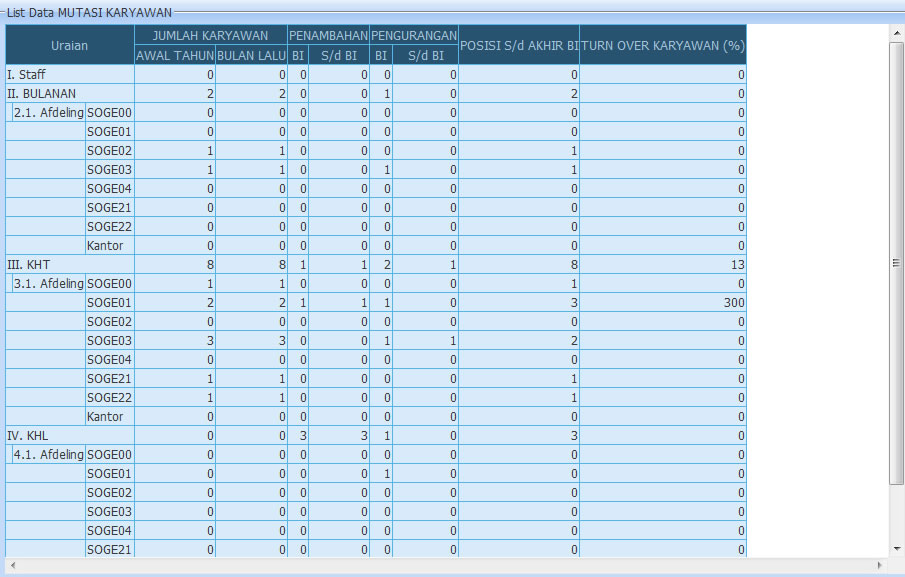 List Data MUTASI KARYAWAN
Uraian JUMLAH KARYAWAN PENAMBAHAN PENGURANGAN POSISI S/d AKHIR BI TURN OVER KARYAWAN (%)
AWAL TAHUN BULAN LALU BI S/d BI BI S/d BI
I. Staff 0 0 0 0 0 0 0 0
II. BULANAN 2 2 0 0 1 0 2 0
2.1. Afdeling SOGE00 0 0 0 0 0 0 0 0
SOGE01 0 0 0 0 0 0 0 0
SOGE02 1 1 0 0 0 0 1 0
SOGE03 1 1 0 0 1 0 1 0
SOGE04 0 0 0 0 0 0 0 0
SOGE21 0 0 0 0 0 0 0 0
SOGE22 0 0 0 0 0 0 0 0
Kantor 0 0 0 0 0 0 0 0
III. KHT 8 8 1 1 2 1 8 13
3.1. Afdeling SOGE00 1 1 0 0 0 0 1 0
SOGE01 2 2 1 1 1 0 3 300
SOGE02 0 0 0 0 0 0 0 0
SOGE03 3 3 0 0 1 1 2 0
SOGE04 0 0 0 0 0 0 0 0
SOGE21 1 1 0 0 0 0 1 0
SOGE22 1 1 0 0 0 0 1 0
Kantor 0 0 0 0 0 0 0 0
IV. KHL 0 0 3 3 1 0 3 0
4.1. Afdeling SOGE00 0 0 0 0 0 0 0 0
SOGE01 0 0 0 0 1 0 0 0
SOGE02 0 0 0 0 0 0 0 0
SOGE03 0 0 0 0 0 0 0 0
SOGE04 0 0 0 0 0 0 0 0
SOGE21 0 0 0 0 0 0 0 0